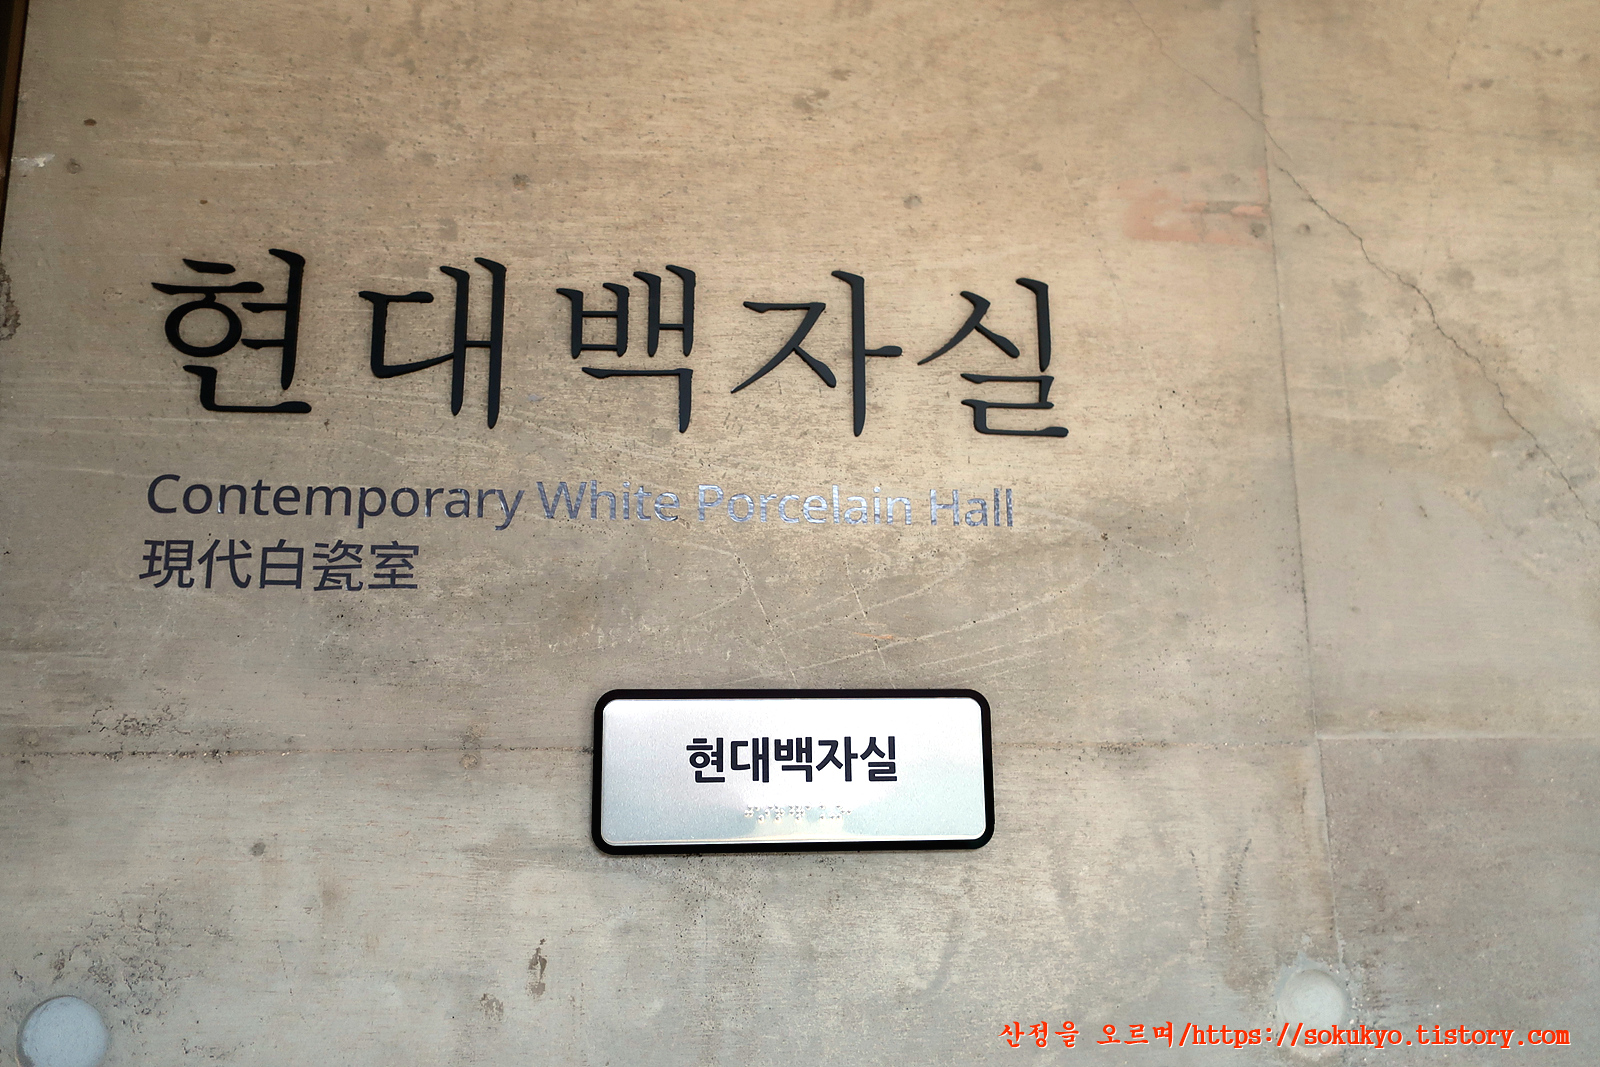 현대백자실
Contemporary White Porcelain Hall
現代白瓷室
현대백자실
산정을 오르며/https://sokukyo.tistory.com